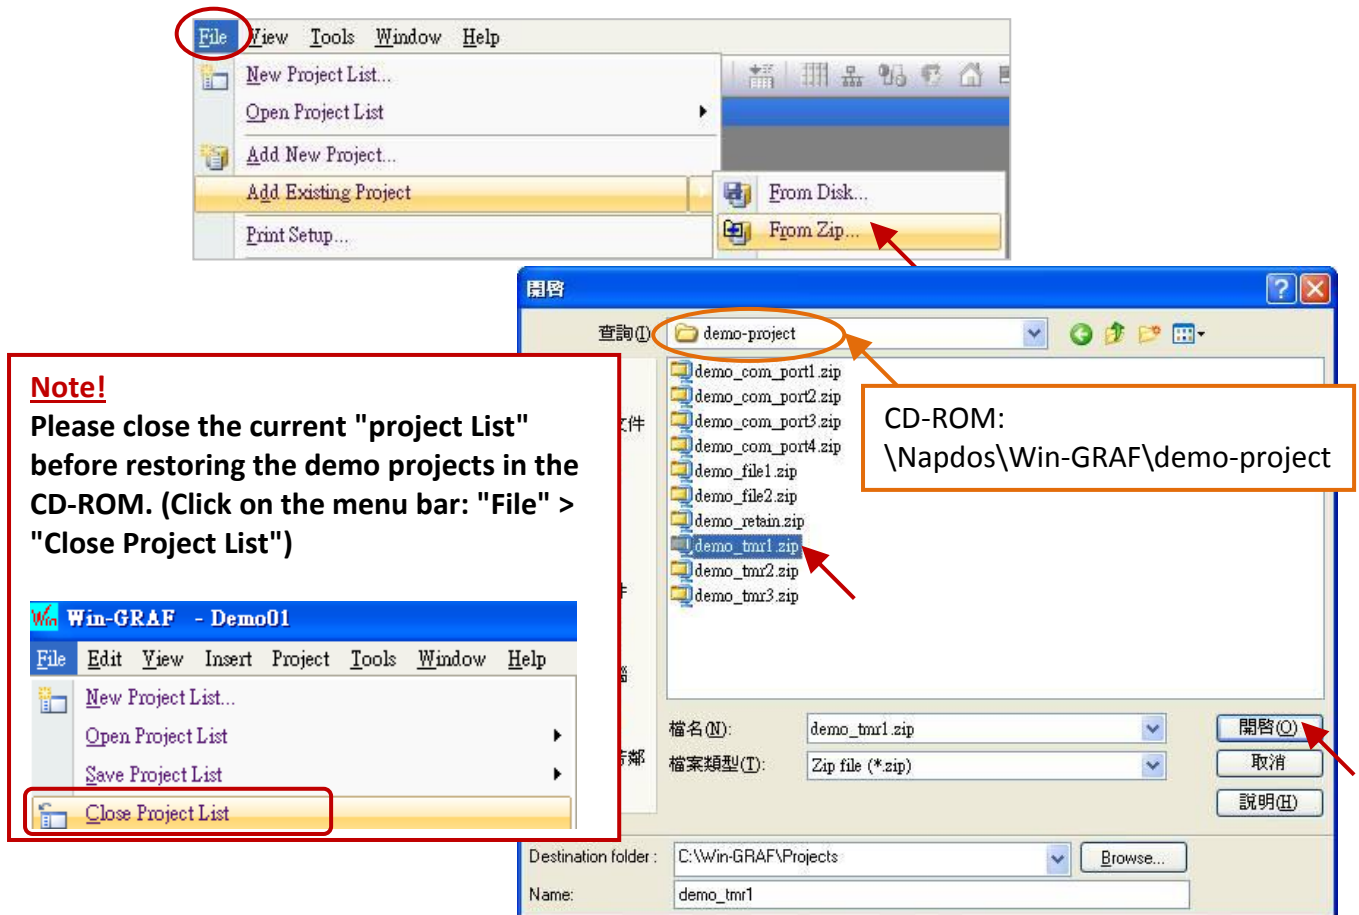 File View Tools Window Help
New Project List...
Open Project List
Add New Project...
Add Existing Project
Print Setup...
From Disk...
From Zip...
開啓
查詢(I)
demo-project
demo_com_port1.zip
demo_com_port2.zip
demo_com_port3.zip
demo_com_port4.zip
demo_file1.zip
demo_file2.zip
demo_retain.zip
demo_tmr1.zip
demo_tmr2.zip
demo_tmr3.zip
CD-ROM:
\Napdos\Win-GRAF\demo-project
Note!
Please close the current "project List"
before restoring the demo projects in the
CD-ROM. (Click on the menu bar: "File" >
"Close Project List")
Win-GRAF - Demo01
File Edit View Insert Project Tools Window Help
New Project List...
Open Project List
Save Project List
Close Project List
件
鄰
檔名(N):
demo_tmr1.zip
開啓(O)
檔案類型(T):
Zip file (*.zip)
取消
說明(H)
Destination folder :
C:\Win-GRAF\Projects
Browse...
Name:
demo_tmr1